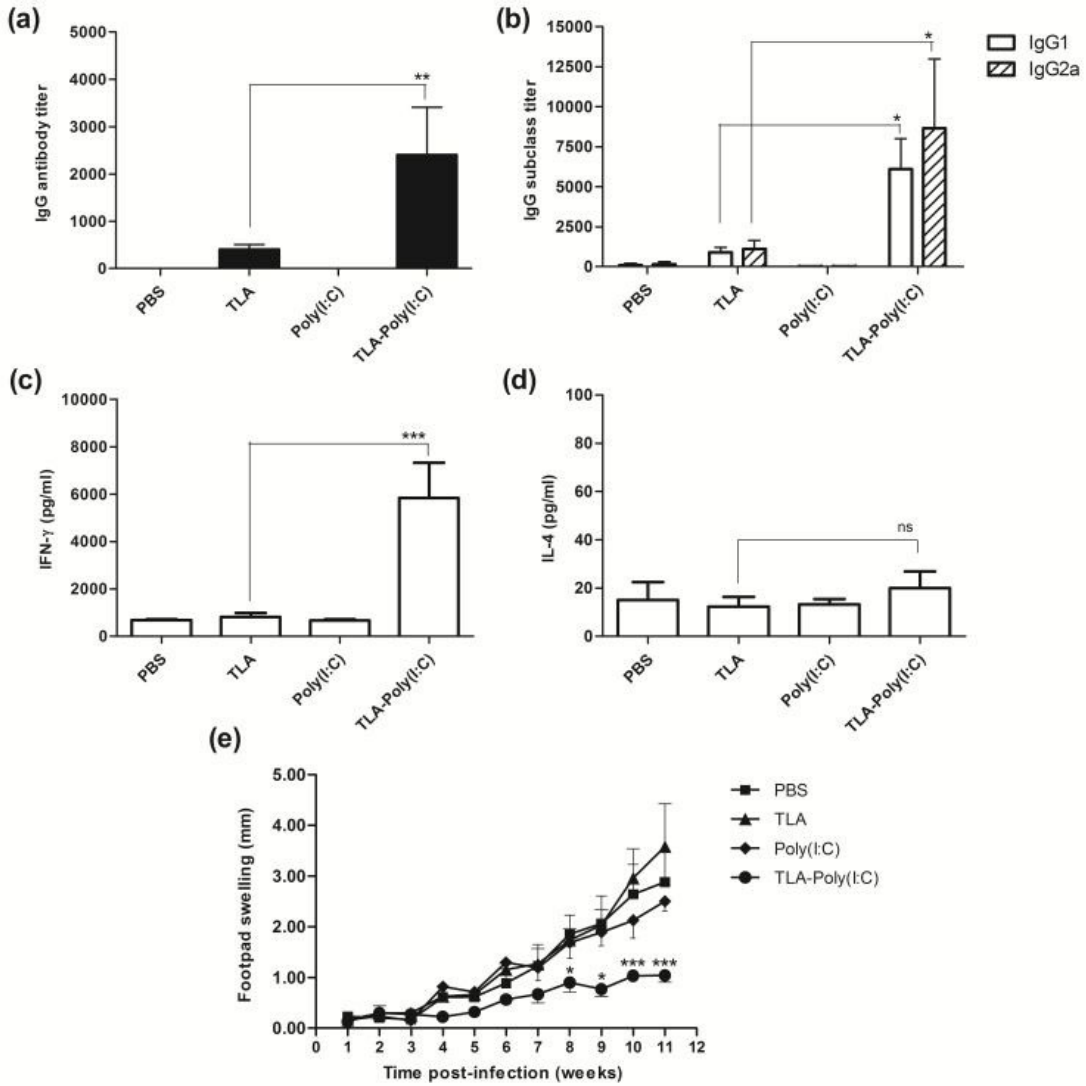 (a)
IgG antibody titer
5000
4000
3000
2000
1000
0
**
PBS
TLA
Poly(I:C)
TLA-Poly(I:C)
(b)
IgG subclass titer
15000
12500
10000
7500
5000
2500
0
*
*
IgG1
IgG2a
PBS
TLA
Poly(I:C)
TLA-Poly(I:C)
(c)
IFN-γ (pg/ml)
10000
8000
6000
4000
2000
0
***
PBS
TLA
Poly(I:C)
TLA-Poly(I:C)
(d)
IL-4 (pg/ml)
100
80
60
40
20
0
ns
PBS
TLA
Poly(I:C)
TLA-Poly(I:C)
(e)
Footpad swelling (mm)
5.00
4.00
3.00
2.00
1.00
0.00
* * *** ***
0 1 2 3 4 5 6 7 8 9 10 11 12
Time post-infection (weeks)
PBS
TLA
Poly(I:C)
TLA-Poly(I:C)